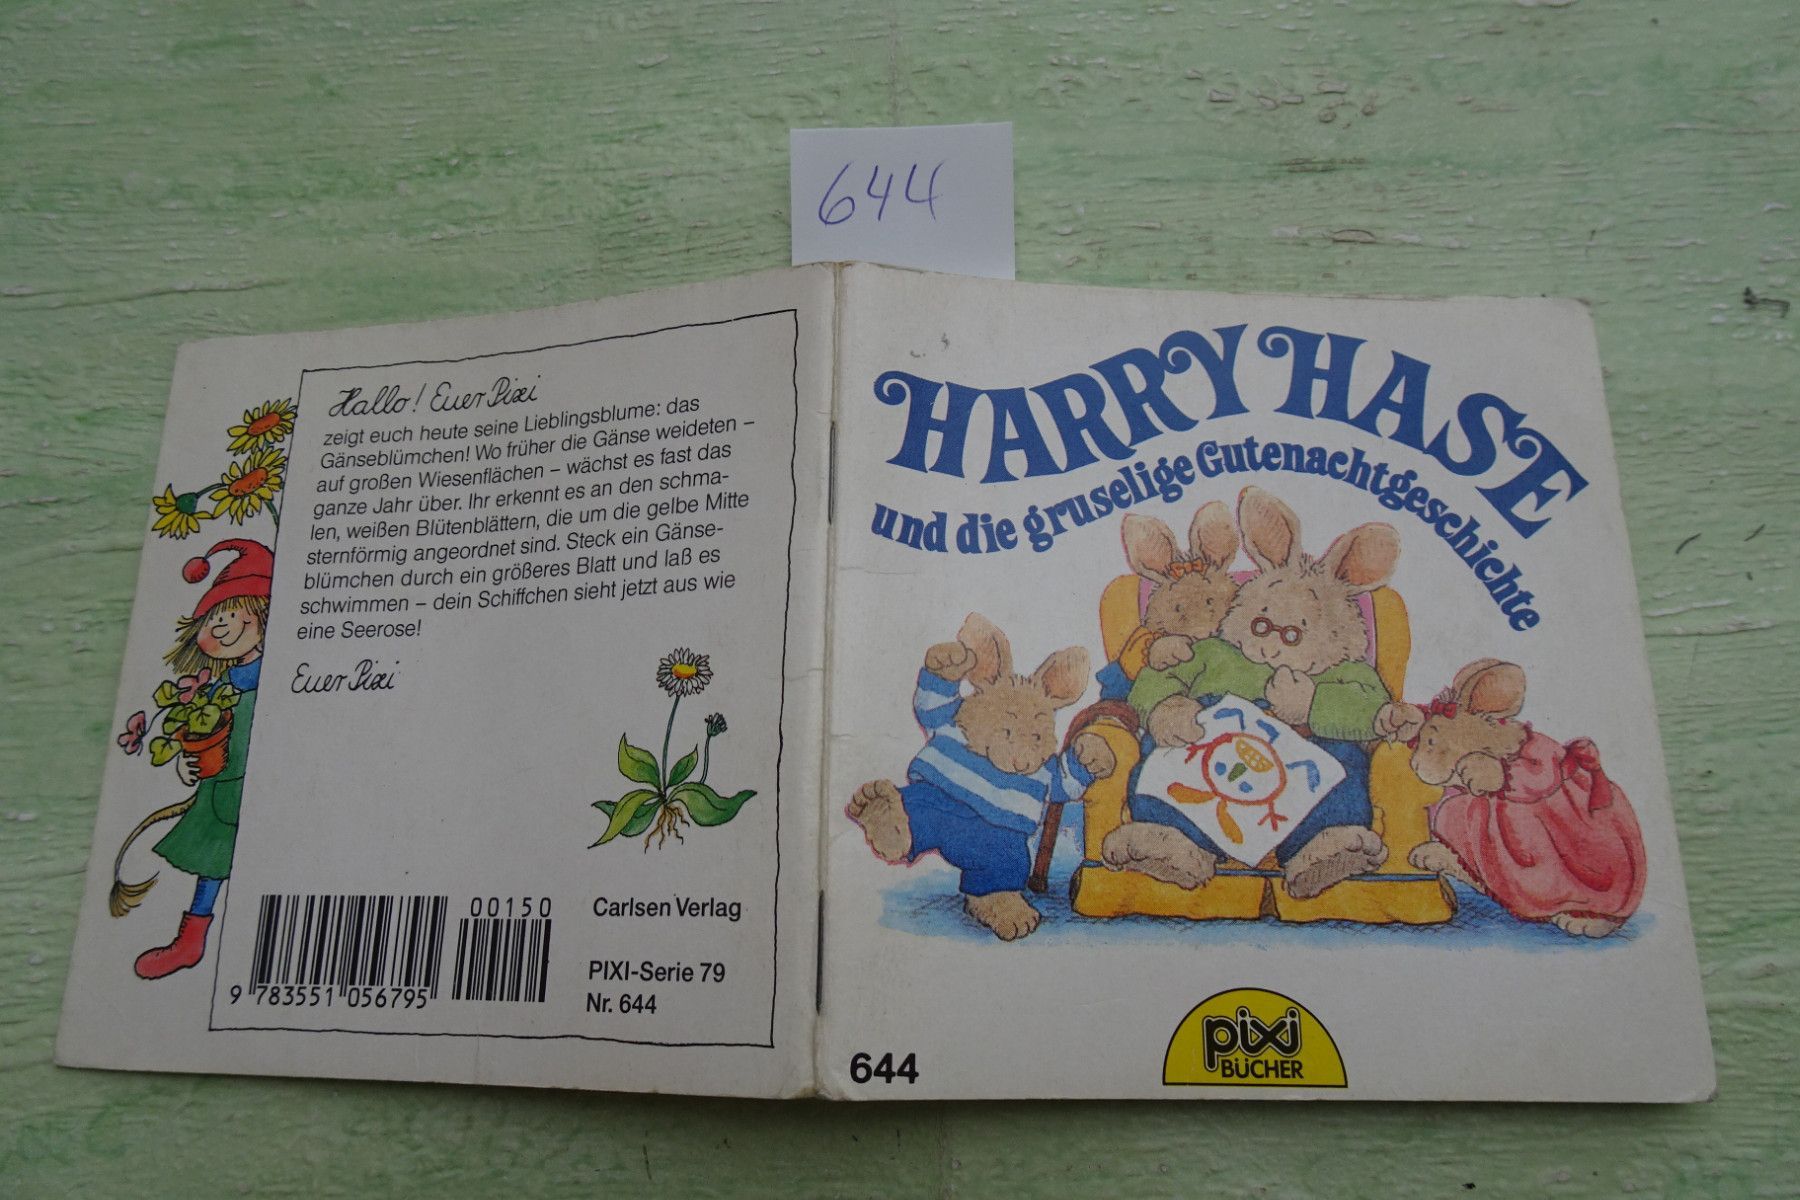 644
Hallo! Euer Pixi
zeigt euch heute seine Lieblingsblume: das
Gänseblümchen! Wo früher die Gänse weideten –
auf großen Wiesenflächen – wächst es fast das
ganze Jahr über. Ihr erkennt es an den schma-
len, weißen Blütenblättern, die um die gelbe Mitte
sternförmig angeordnet sind. Steck ein Gänse-
blümchen durch ein größeres Blatt und laß es
schwimmen – dein Schiffchen sieht jetzt aus wie
eine Seerose!
Euer Pixi
00150
9 783551 056795
Carlsen Verlag
PIXI-Serie 79
Nr. 644
HARRY HASE
und die gruselige Gutenachtgeschichte
644
pixi
BÜCHER